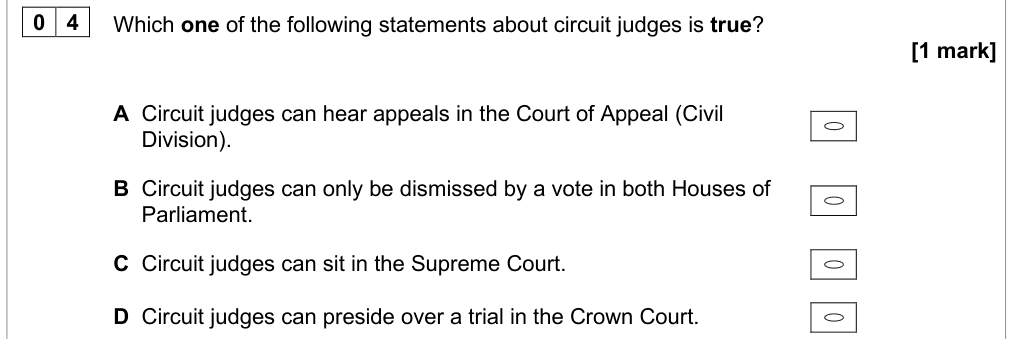 0 4 Which one of the following statements about circuit judges is true?
[1 mark]
A Circuit judges can hear appeals in the Court of Appeal (Civil
Division).
B Circuit judges can only be dismissed by a vote in both Houses of
Parliament.
C Circuit judges can sit in the Supreme Court.
D Circuit judges can preside over a trial in the Crown Court.